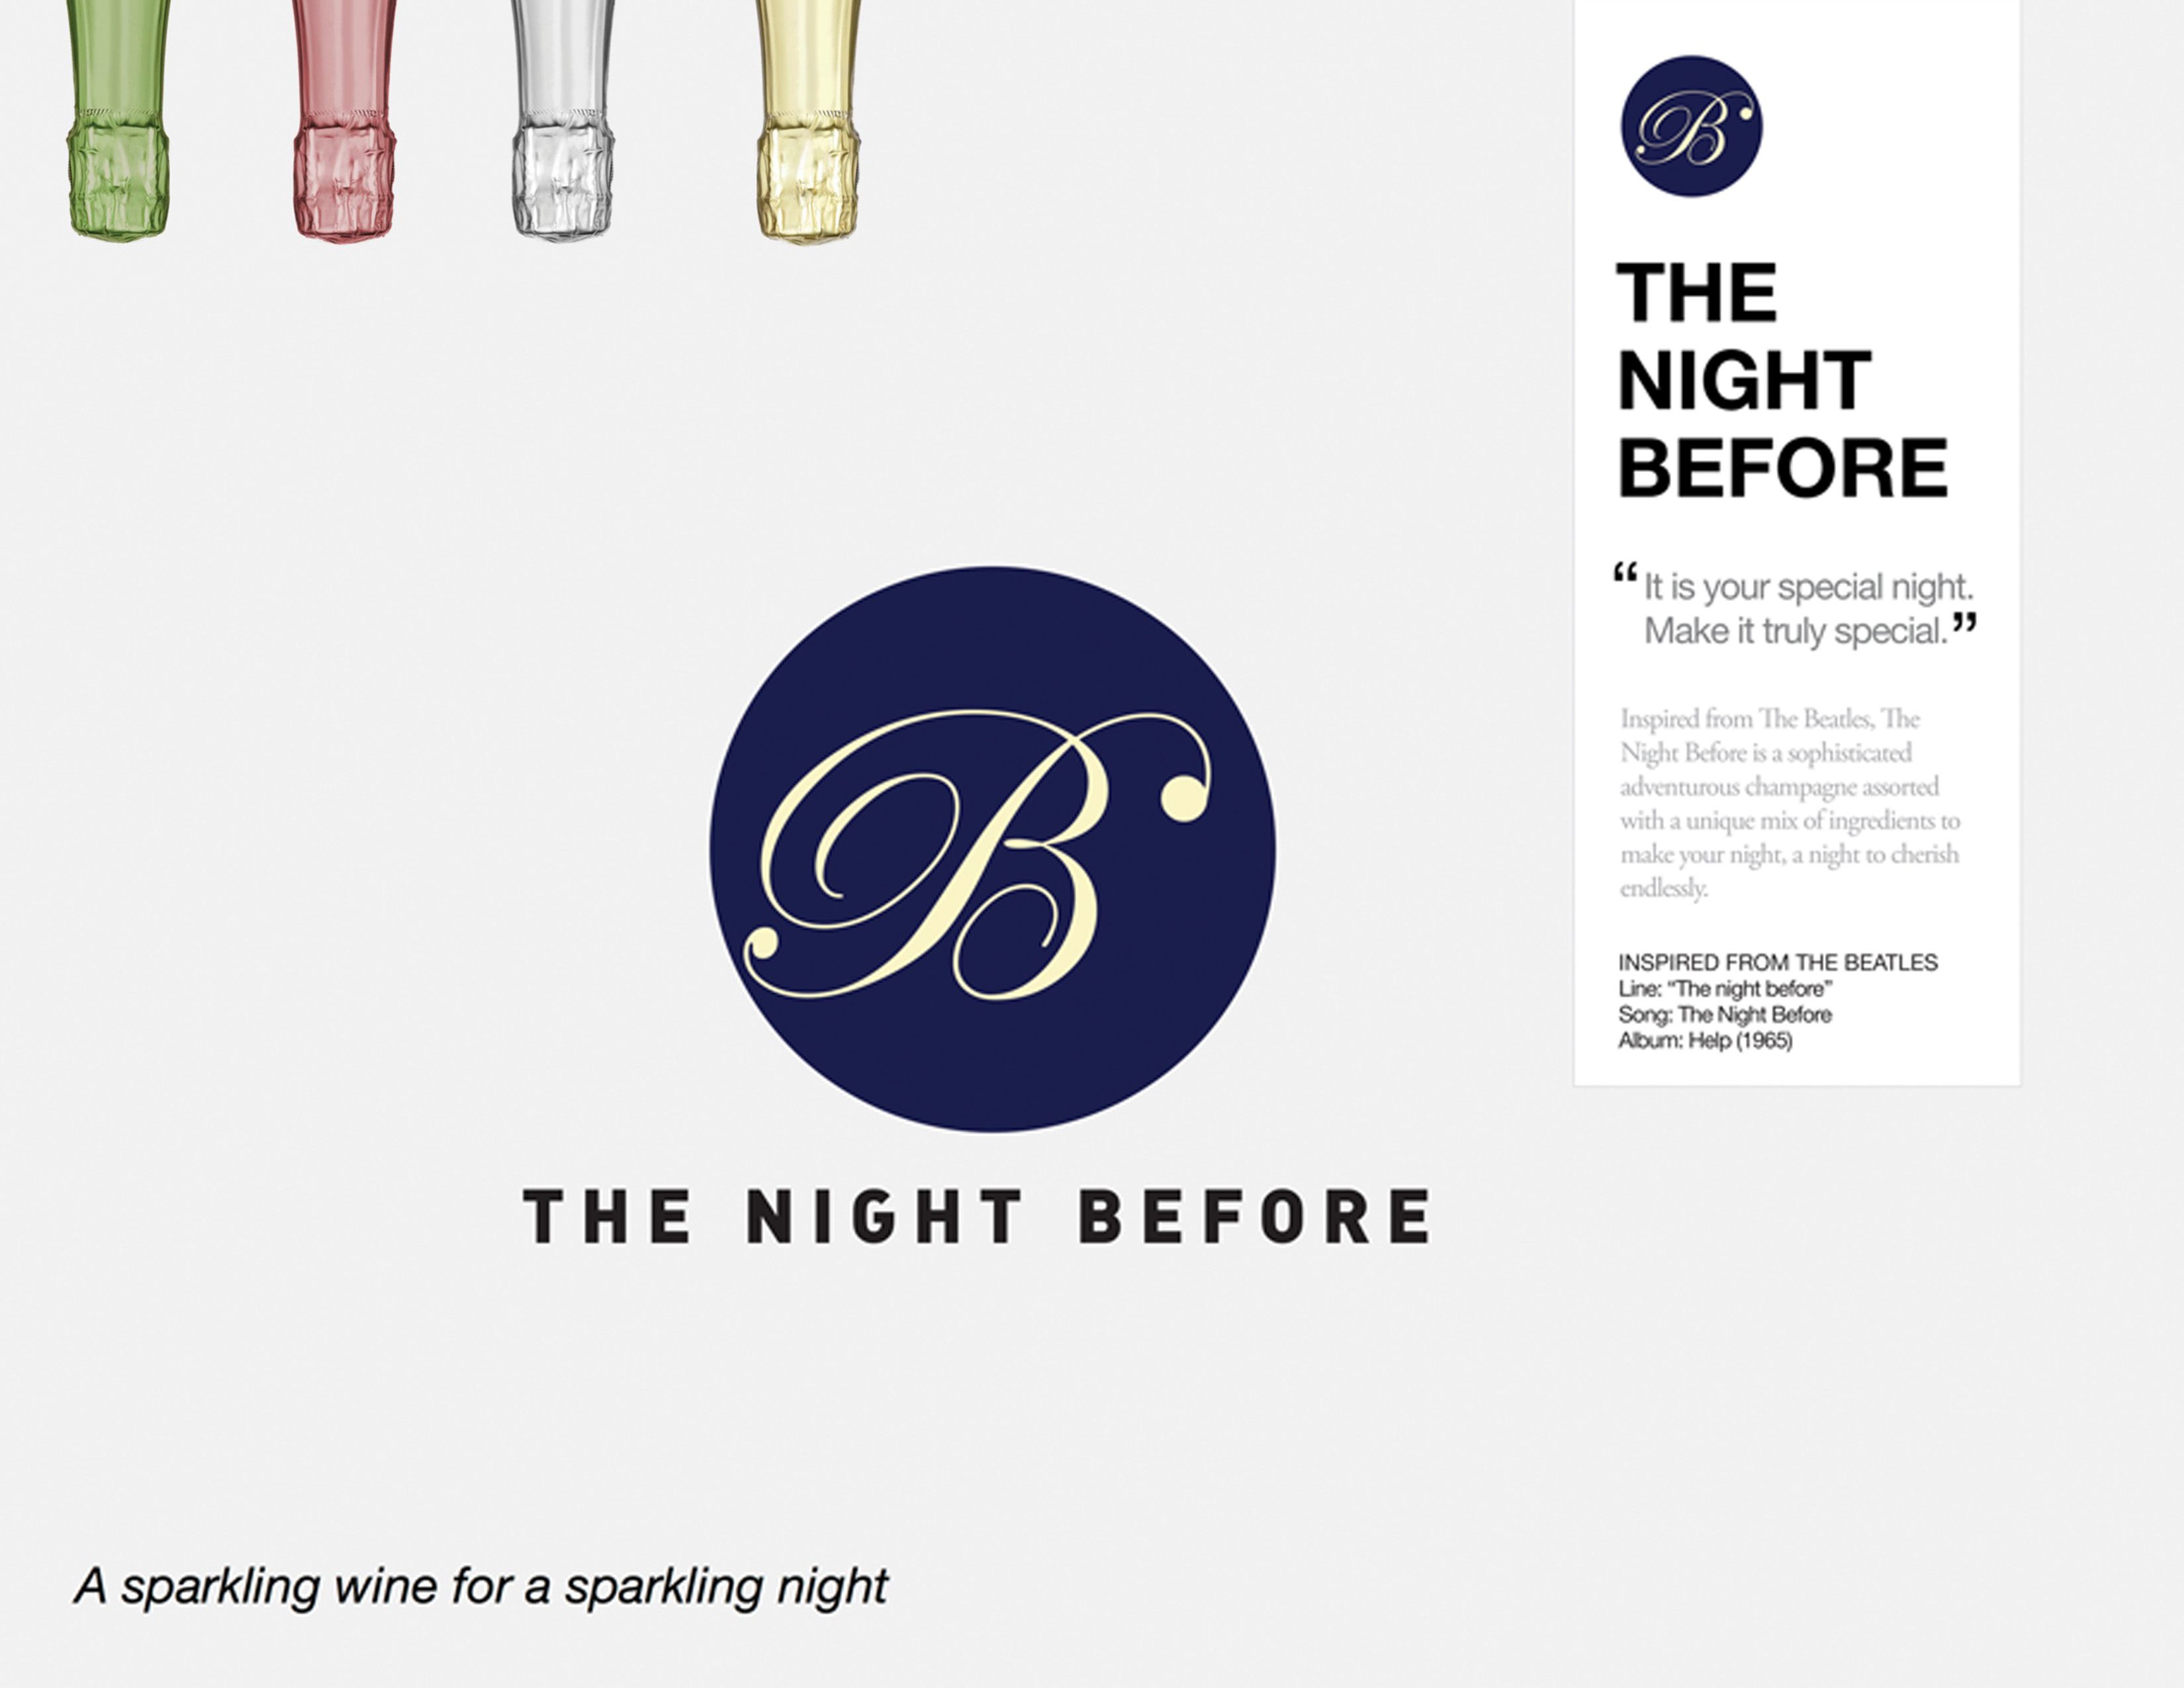 B
THE
NIGHT
BEFORE
“It is your special night.
Make it truly special.”
Inspired from The Beatles, The
Night Before is a sophisticated
adventurous champagne assorted
with a unique mix of ingredients to
make your night, a night to cherish
endlessly.
INSPIRED FROM THE BEATLES
Line: “The night before”
Song: The Night Before
Album: Help (1965)
B
THE NIGHT BEFORE
A sparkling wine for a sparkling night